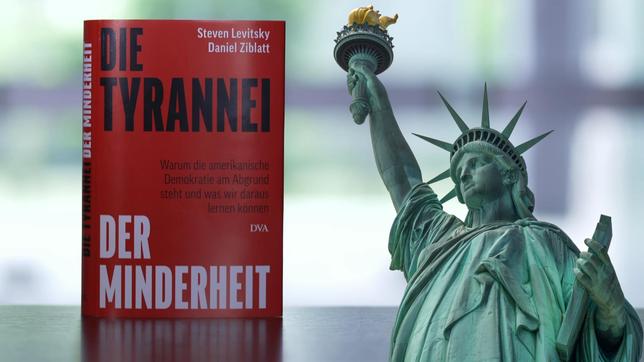 Steven Levitsky
Daniel Ziblatt
DIE
TYRANNEI
Warum die amerikanische
Demokratie am Abgrund
steht und was wir daraus
lernen können
DVA
DER
MINDERHEIT
DIE TYRANNEI DER MINDERHEIT